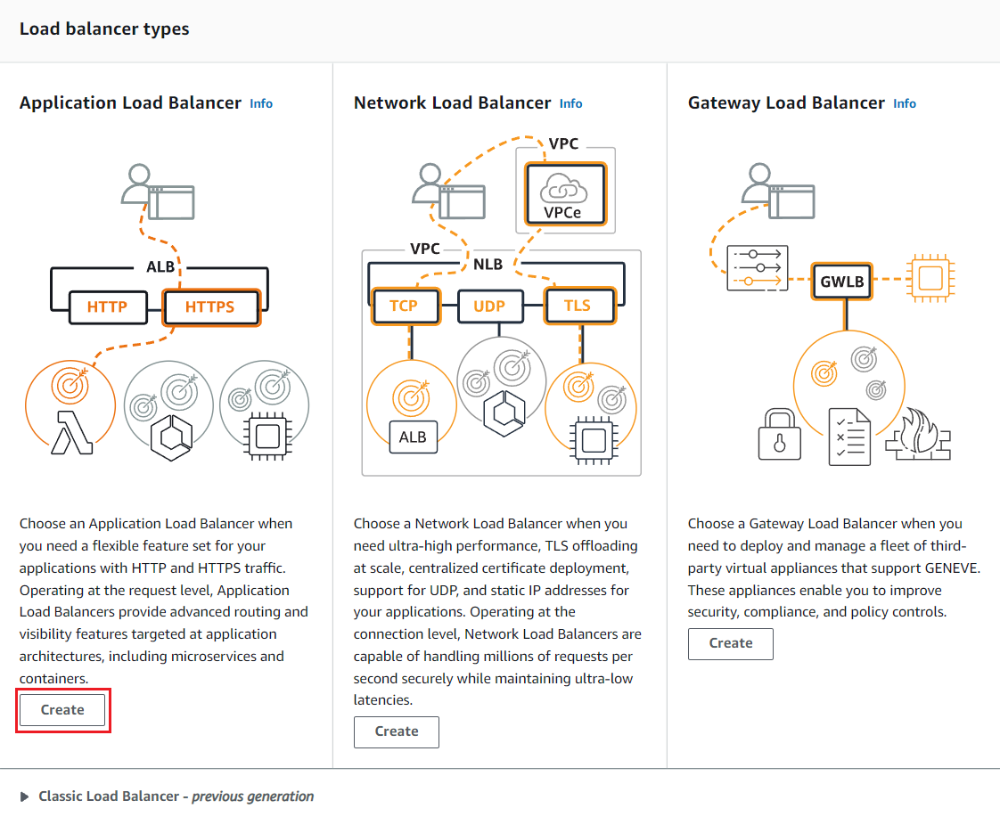 Load balancer types
Application Load Balancer Info
ALB
HTTP
HTTPS
Choose an Application Load Balancer when
you need a flexible feature set for your
applications with HTTP and HTTPS traffic.
Operating at the request level, Application
Load Balancers provide advanced routing and
visibility features targeted at application
architectures, including microservices and
containers.
Create
Network Load Balancer Info
VPC
VPCe
VPC
NLB
TCP
UDP
TLS
ALB
Choose a Network Load Balancer when you
need ultra-high performance, TLS offloading
at scale, centralized certificate deployment,
support for UDP, and static IP addresses for
your applications. Operating at the
connection level, Network Load Balancers are
capable of handling millions of requests per
second securely while maintaining ultra-low
latencies.
Create
Gateway Load Balancer Info
GWLB
Choose a Gateway Load Balancer when you
need to deploy and manage a fleet of third-
party virtual appliances that support GENEVE.
These appliances enable you to improve
security, compliance, and policy controls.
Create
Classic Load Balancer - previous generation